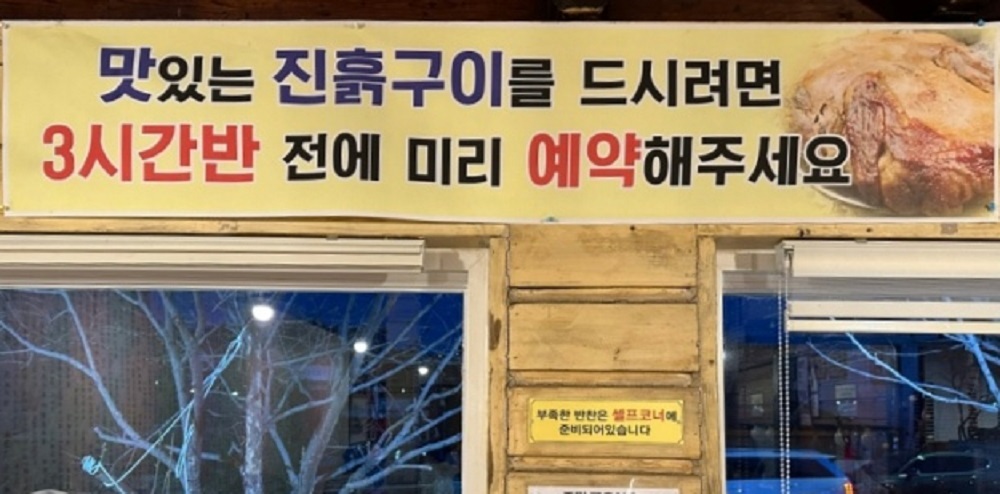 맛있는 진흙구이를 드시려면
3시간반 전에 미리 예약해주세요
부족한 반찬은 셀프코너에
준비되어있습니다